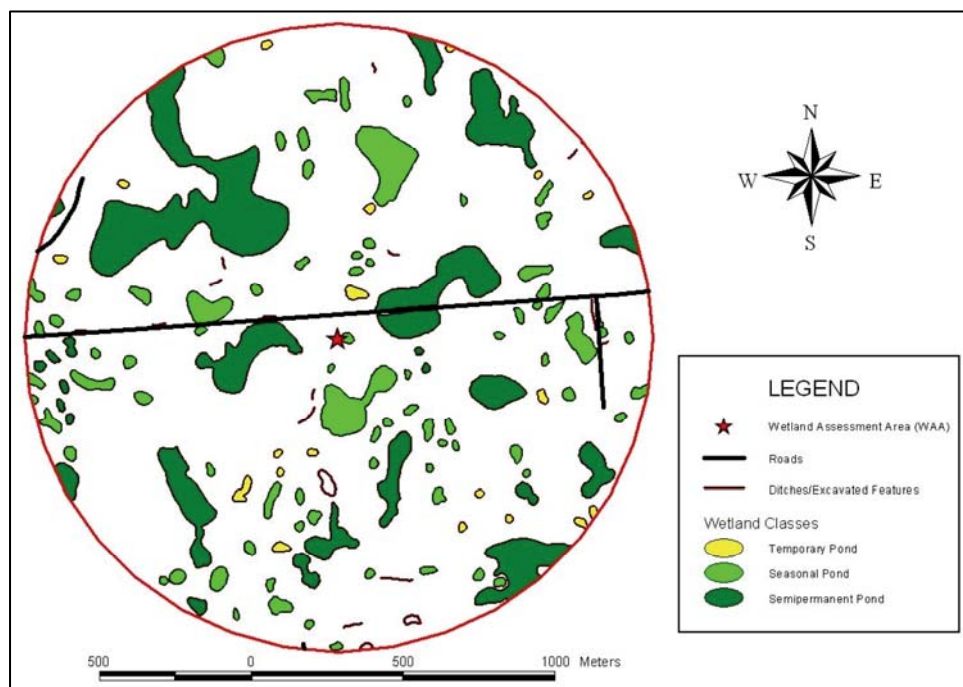 N
W E
S
LEGEND
Wetland Assessment Area (WAA)
Roads
Ditches/Excavated Features
Wetland Classes
Temporary Pond
Seasonal Pond
Semipermanent Pond
500 0 500 1000 Meters